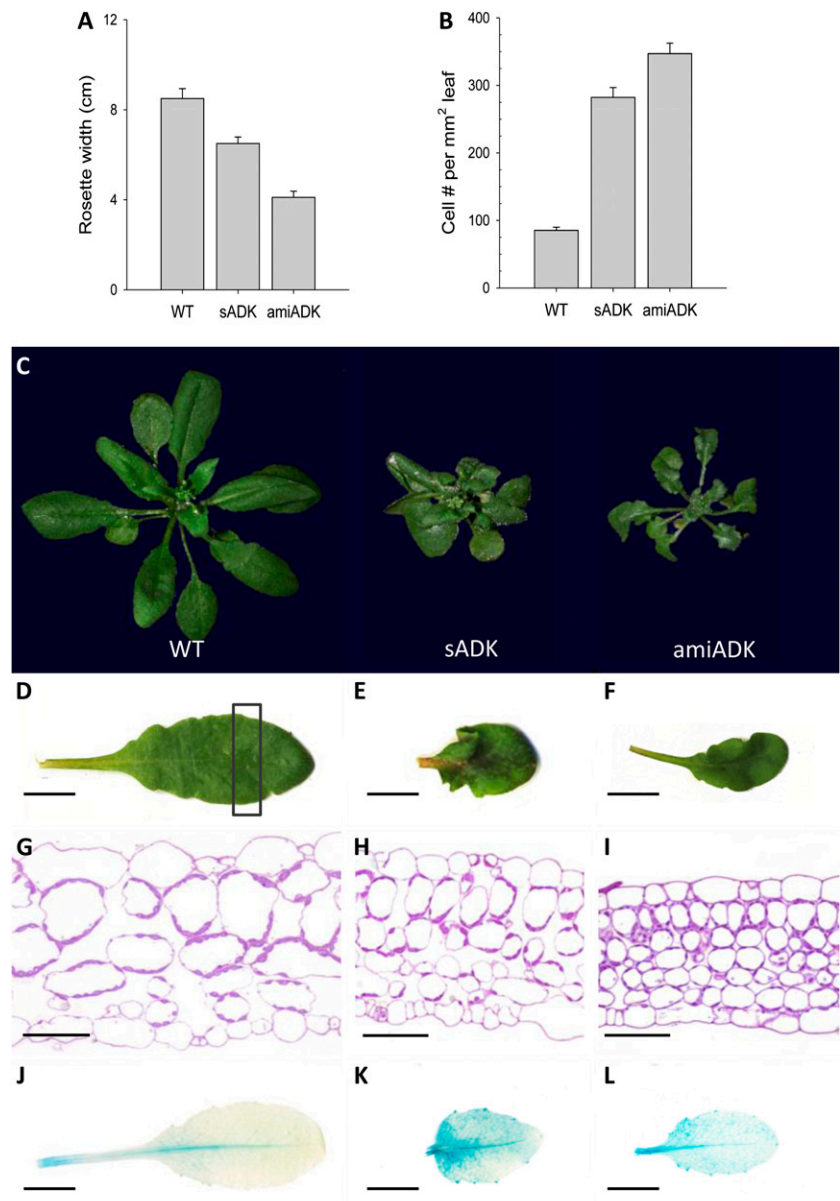 A
Rosette width (cm)
12
8
4
0
WT
sADK
amiADK
B
Cell # per mm² leaf
400
300
200
100
0
WT
sADK
amiADK
C
WT
sADK
amiADK
D
E
F
G
H
I
J
K
L